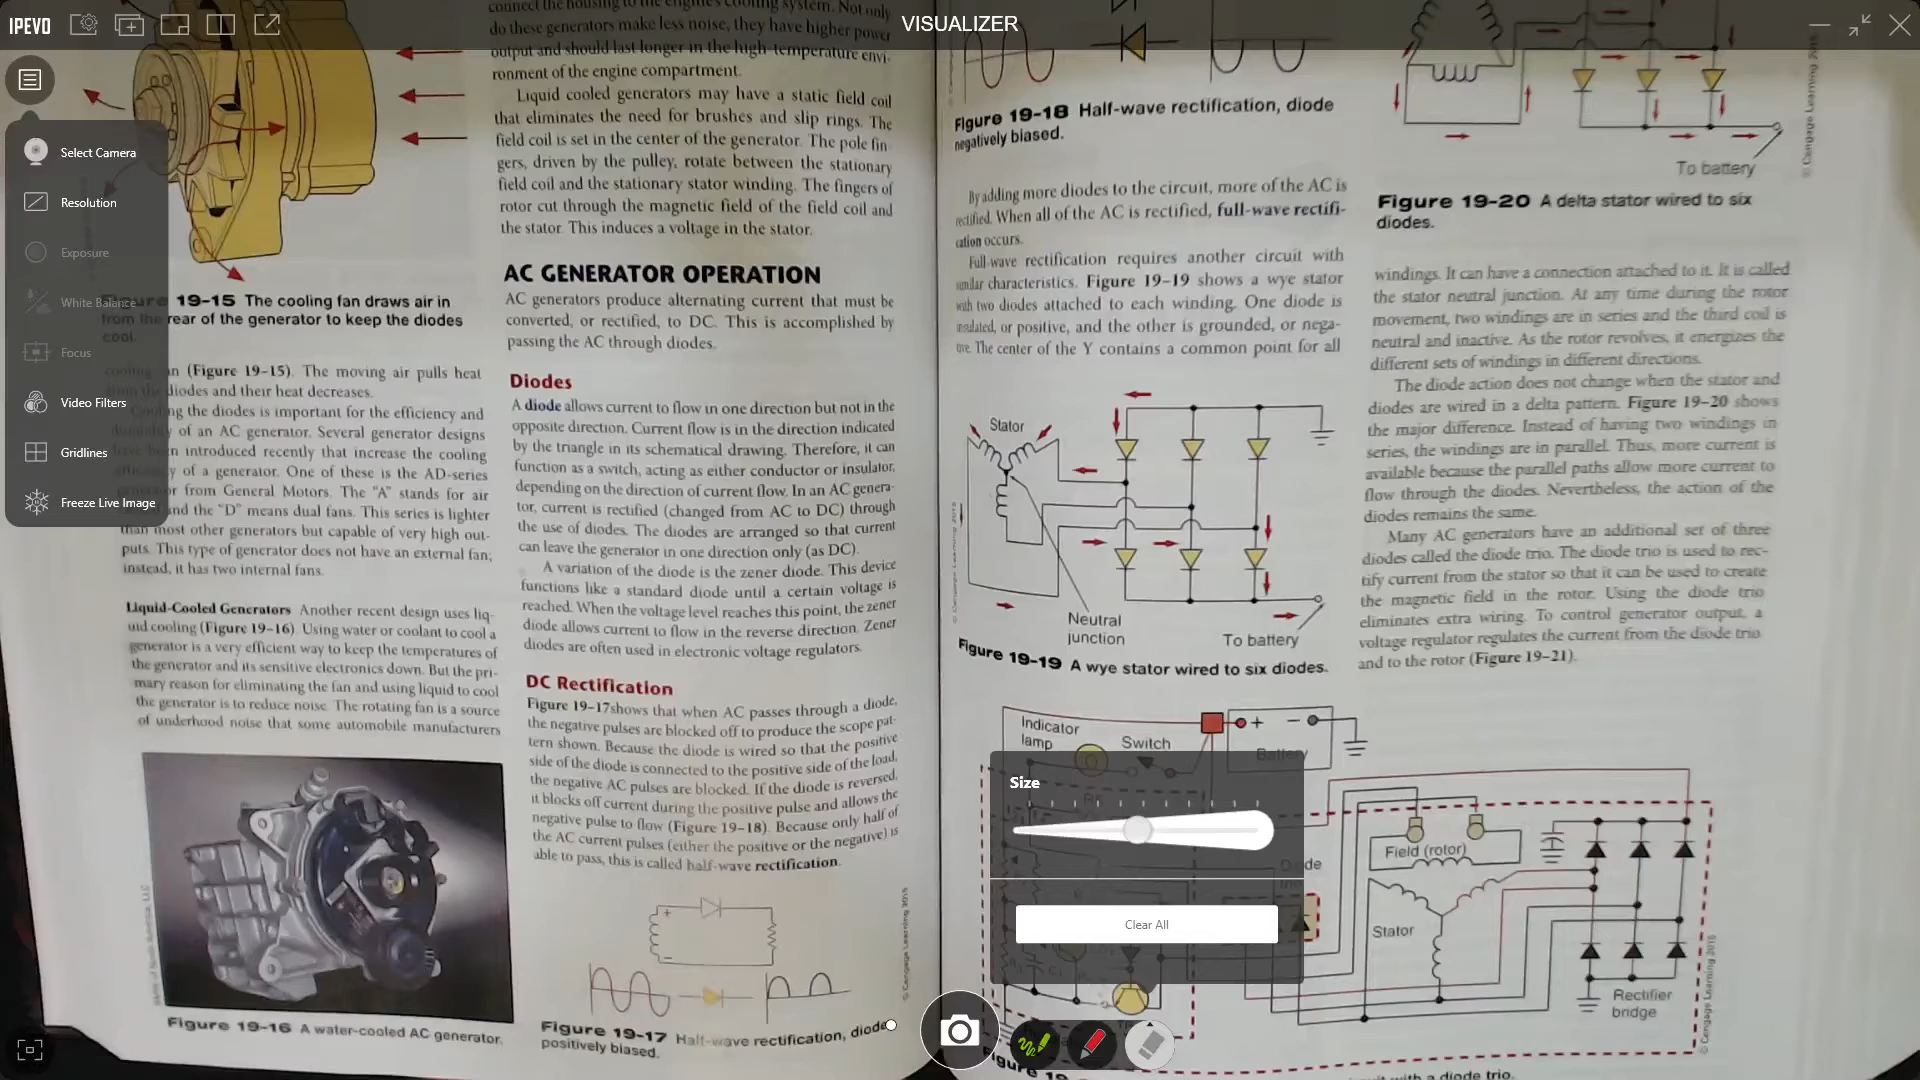 IPEVO
VISUALIZER
Select Camera
Resolution
Exposure
White Balance
Focus
Video Filters
Gridlines
Freeze Live Image
19-15 The cooling fan draws air in
from the rear of the generator to keep the diodes
cool.
(Figure 19-15). The moving air pulls heat
diodes and their heat decreases.
the diodes is important for the efficiency and
of an AC generator. Several generator designs
introduced recently that increase the cooling
of a generator. One of these is the AD-series
from General Motors. The "A" stands for air
and the "D" means dual fans. This series is lighter
than most other generators but capable of very high out-
puts. This type of generator does not have an external fan;
instead, it has two internal fans.
Liquid-Cooled Generators Another recent design uses liq-
uid cooling (Figure 19-16). Using water or coolant to cool a
generator is a very efficient way to keep the temperatures of
the generator and its sensitive electronics down. But the pri-
mary reason for eliminating the fan and using liquid to cool
the generator is to reduce noise. The rotating fan is a source
of underhood noise that some automobile manufacturers
Figure 19-16 A water-cooled AC generator.
connect the housing to the engine's cooling system. Not only
do these generators make less noise, they have higher power
output and should last longer in the high-temperature envi-
ronment of the engine compartment.
Liquid cooled generators may have a static field coil
that eliminates the need for brushes and slip rings. The
field coil is set in the center of the generator. The pole fin-
gers, driven by the pulley, rotate between the stationary
field coil and the stationary stator winding. The fingers of
rotor cut through the magnetic field of the field coil and
the stator. This induces a voltage in the stator.
AC GENERATOR OPERATION
AC generators produce alternating current that must be
converted, or rectified, to DC. This is accomplished by
passing the AC through diodes.
Diodes
A diode allows current to flow in one direction but not in the
opposite direction. Current flow is in the direction indicated
by the triangle in its schematical drawing. Therefore, it can
function as a switch, acting as either conductor or insulator,
depending on the direction of current flow. In an AC genera-
tor, current is rectified (changed from AC to DC) through
the use of diodes. The diodes are arranged so that current
can leave the generator in one direction only (as DC).
A variation of the diode is the zener diode. This device
functions like a standard diode until a certain voltage is
reached. When the voltage level reaches this point, the zener
diode allows current to flow in the reverse direction. Zener
diodes are often used in electronic voltage regulators.
DC Rectification
Figure 19-17 shows that when AC passes through a diode,
the negative pulses are blocked off to produce the scope pat-
tern shown. Because the diode is wired so that the positive
side of the diode is connected to the positive side of the load,
the negative AC pulses are blocked. If the diode is reversed,
it blocks off current during the positive pulse and allows the
negative pulse to flow (Figure 19-18). Because only half of
the AC current pulses (either the positive or the negative) is
able to pass, this is called half-wave rectification.
+
−
© Cengage Learning 2015
Figure 19-17 Half-wave rectification, diode
positively biased.
Figure 19-18 Half-wave rectification, diode
negatively biased.
By adding more diodes to the circuit, more of the AC is
rectified. When all of the AC is rectified, full-wave rectifi-
cation occurs.
Full-wave rectification requires another circuit with
similar characteristics. Figure 19-19 shows a wye stator
with two diodes attached to each winding. One diode is
insulated, or positive, and the other is grounded, or nega-
tive. The center of the Y contains a common point for all
Stator
Neutral
junction
To battery
© Cengage Learning 2015
Figure 19-19 A wye stator wired to six diodes.
To battery
© Cengage Learning
Figure 19-20 A delta stator wired to six
diodes.
windings. It can have a connection attached to it. It is called
the stator neutral junction. At any time during the rotor
movement, two windings are in series and the third coil is
neutral and inactive. As the rotor revolves, it energizes the
different sets of windings in different directions.
The diode action does not change when the stator and
diodes are wired in a delta pattern. Figure 19-20 shows
the major difference. Instead of having two windings in
series, the windings are in parallel. Thus, more current is
available because the parallel paths allow more current to
flow through the diodes. Nevertheless, the action of the
diodes remains the same.
Many AC generators have an additional set of three
diodes called the diode trio. The diode trio is used to rec-
tify current from the stator so that it can be used to create
the magnetic field in the rotor. Using the diode trio
eliminates extra wiring. To control generator output, a
voltage regulator regulates the current from the diode trio
and to the rotor (Figure 19-21).
Indicator
lamp
Switch
+ −
Battery
Size
Clear All
Field (rotor)
Stator
Rectifier
bridge
© Cengage Learning 2015
with a diode trio.